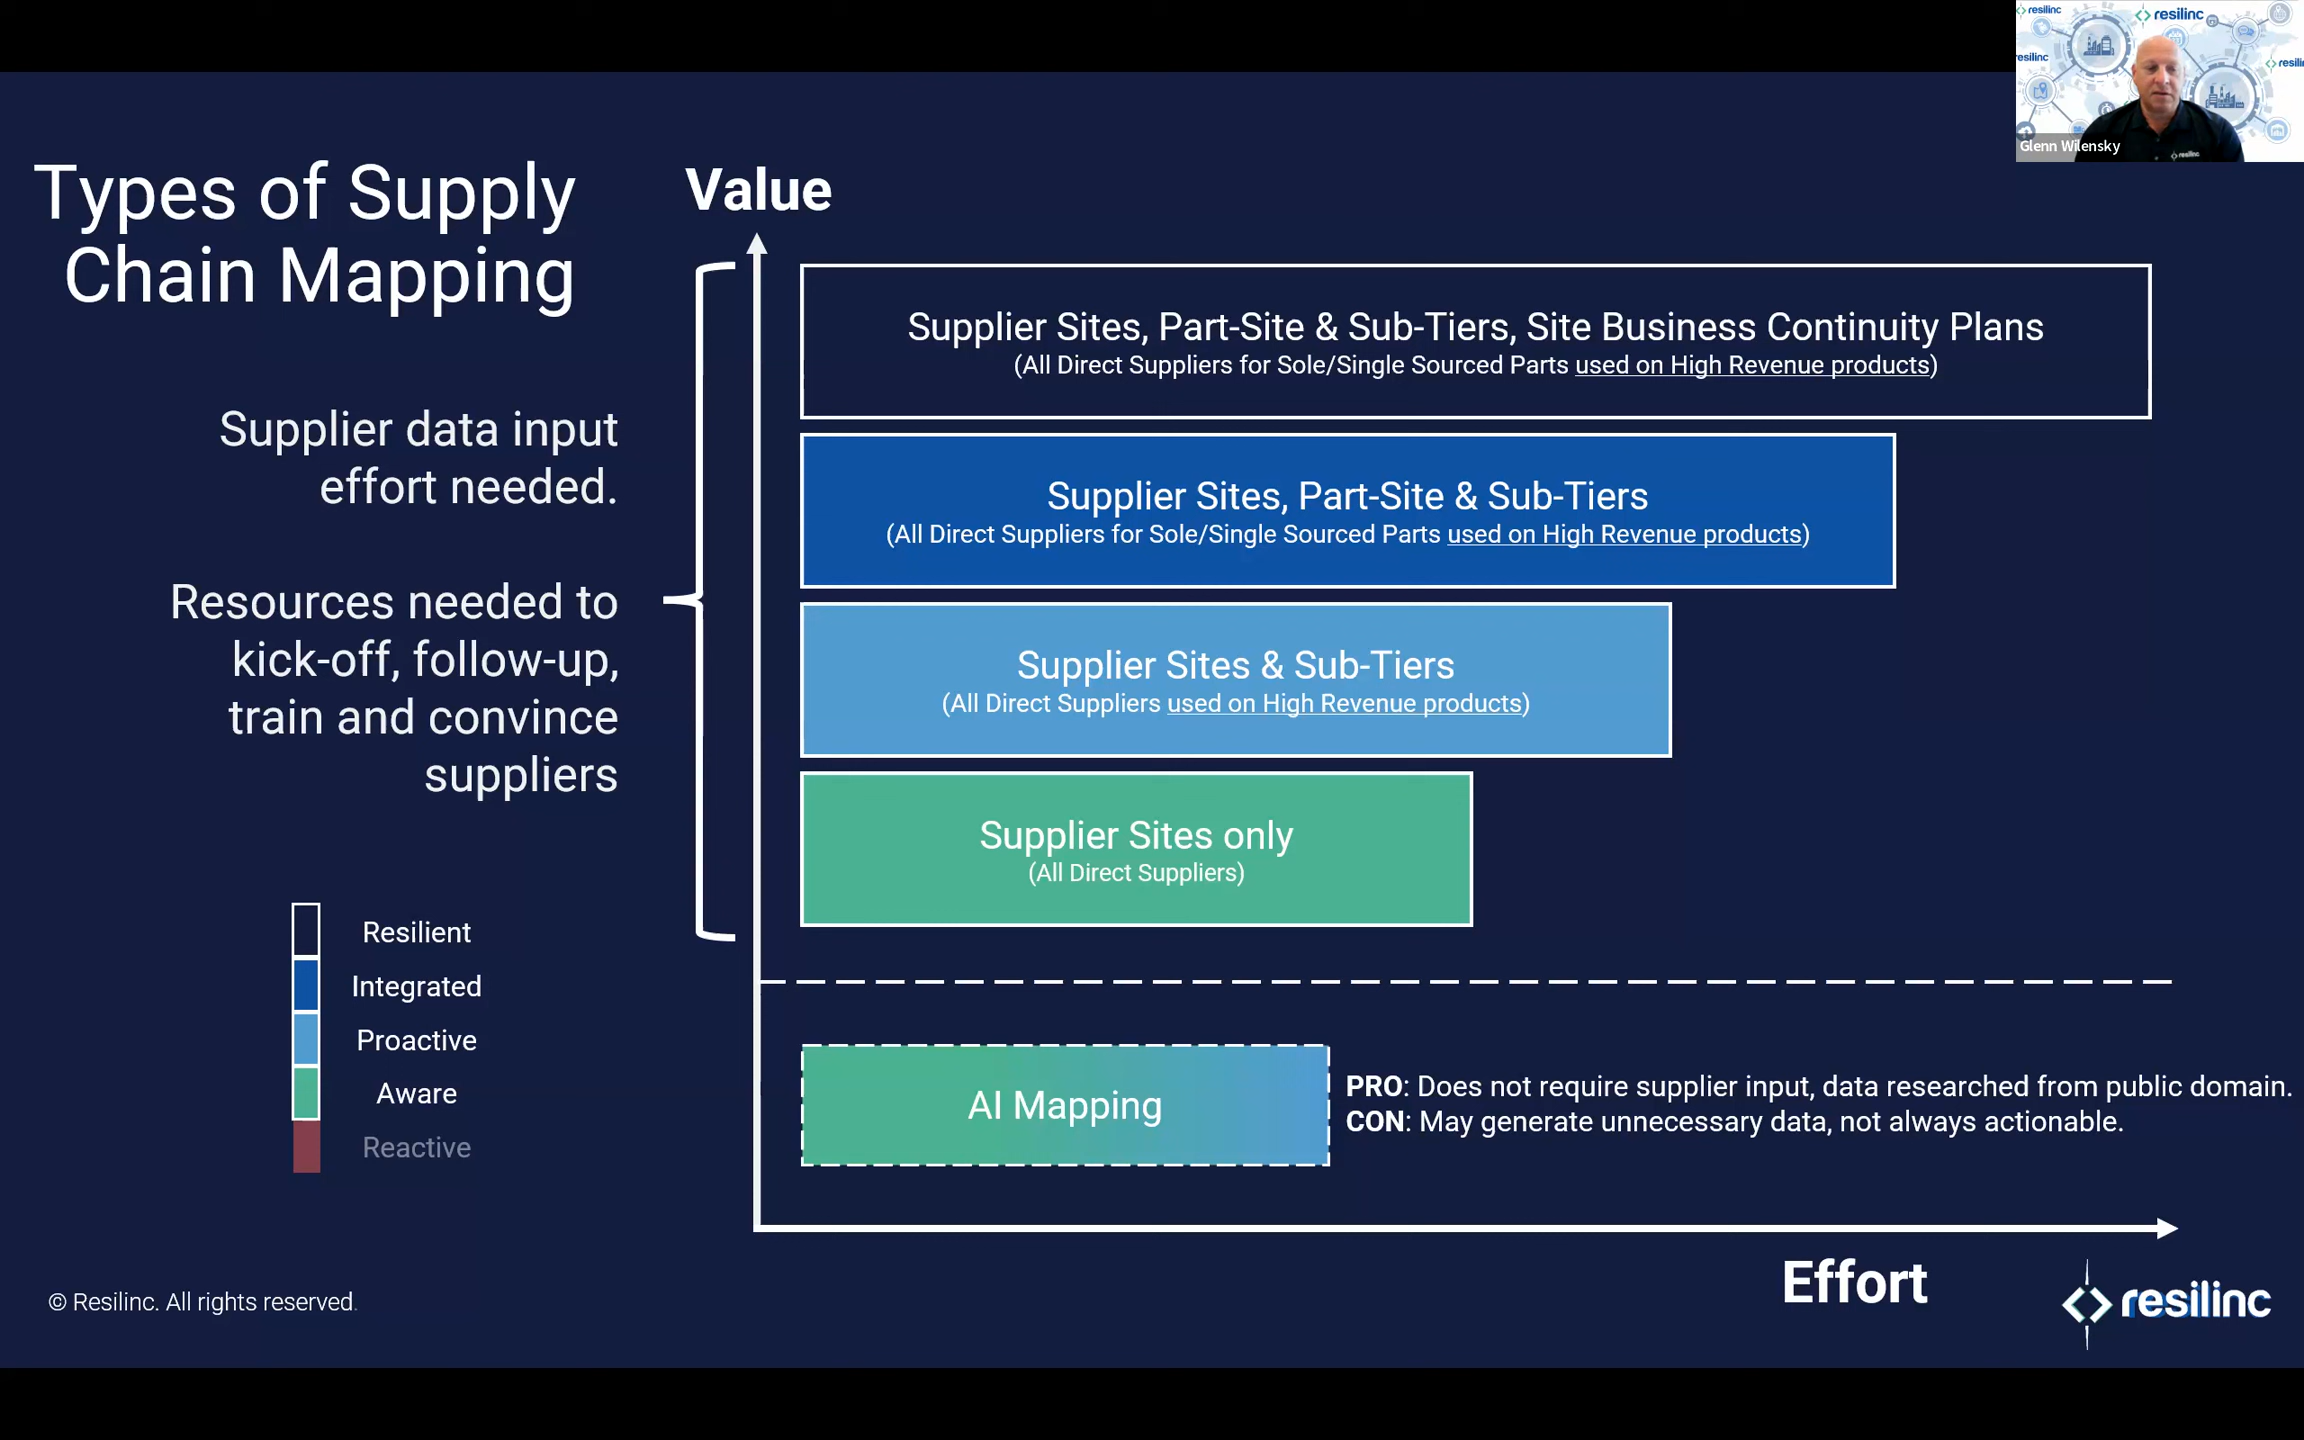 resilinc
resilinc
resilinc
Glenn Wilensky
resilinc
Types of Supply
Chain Mapping
Value
Supplier data input
effort needed.
Resources needed to
kick-off, follow-up,
train and convince
suppliers
Supplier Sites, Part-Site & Sub-Tiers, Site Business Continuity Plans
(All Direct Suppliers for Sole/Single Sourced Parts used on High Revenue products)
Supplier Sites, Part-Site & Sub-Tiers
(All Direct Suppliers for Sole/Single Sourced Parts used on High Revenue products)
Supplier Sites & Sub-Tiers
(All Direct Suppliers used on High Revenue products)
Supplier Sites only
(All Direct Suppliers)
Resilient
Integrated
Proactive
Aware
Reactive
AI Mapping
PRO: Does not require supplier input, data researched from public domain.
CON: May generate unnecessary data, not always actionable.
Effort
© Resilinc. All rights reserved.
resilinc